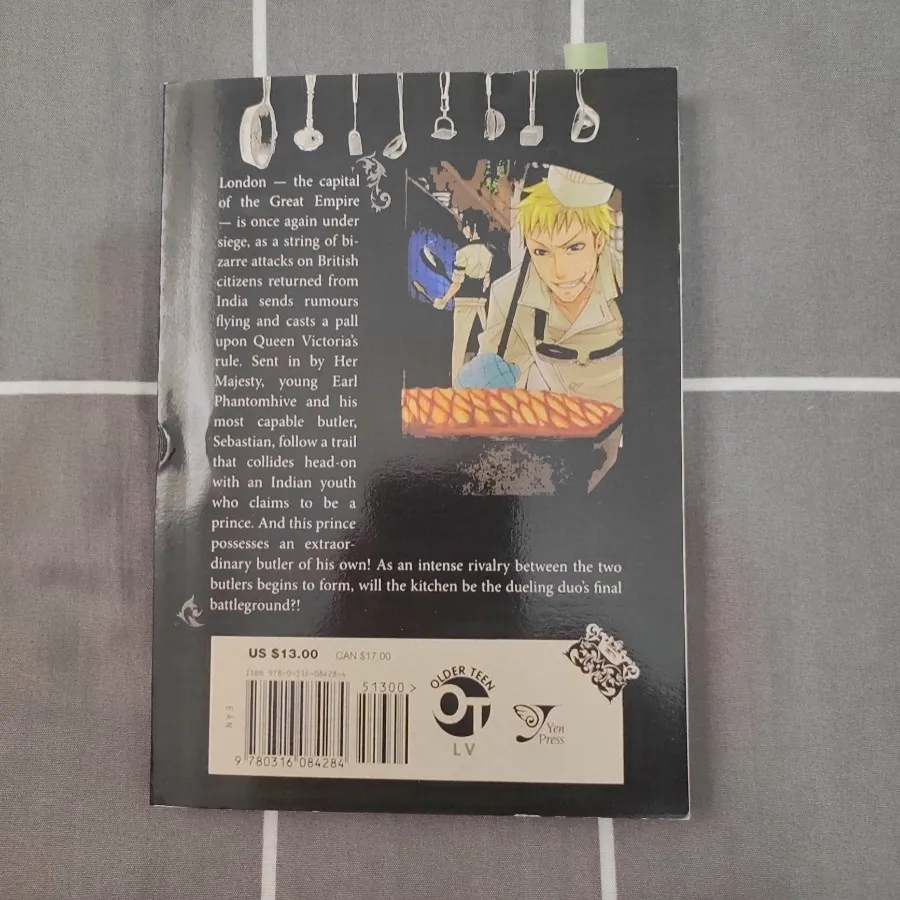 London — the capital
of the Great Empire
— is once again under
siege, as a string of bi-
zarre attacks on British
citizens returned from
India sends rumours
flying and casts a pall
upon Queen Victoria's
rule. Sent in by Her
Majesty, young Earl
Phantomhive and his
most capable butler,
Sebastian, follow a trail
that collides head-on
with an Indian youth
who claims to be a
prince. And this prince
possesses an extraor-
dinary butler of his own! As an intense rivalry between the two
butlers begins to form, will the kitchen be the dueling duo's final
battleground?!
US $13.00 CAN $17.00
ISBN 978-0-316-08428-4
51300 >
EAN
9 780316 084284
OLDER TEEN
OT
LV
Yen
Press